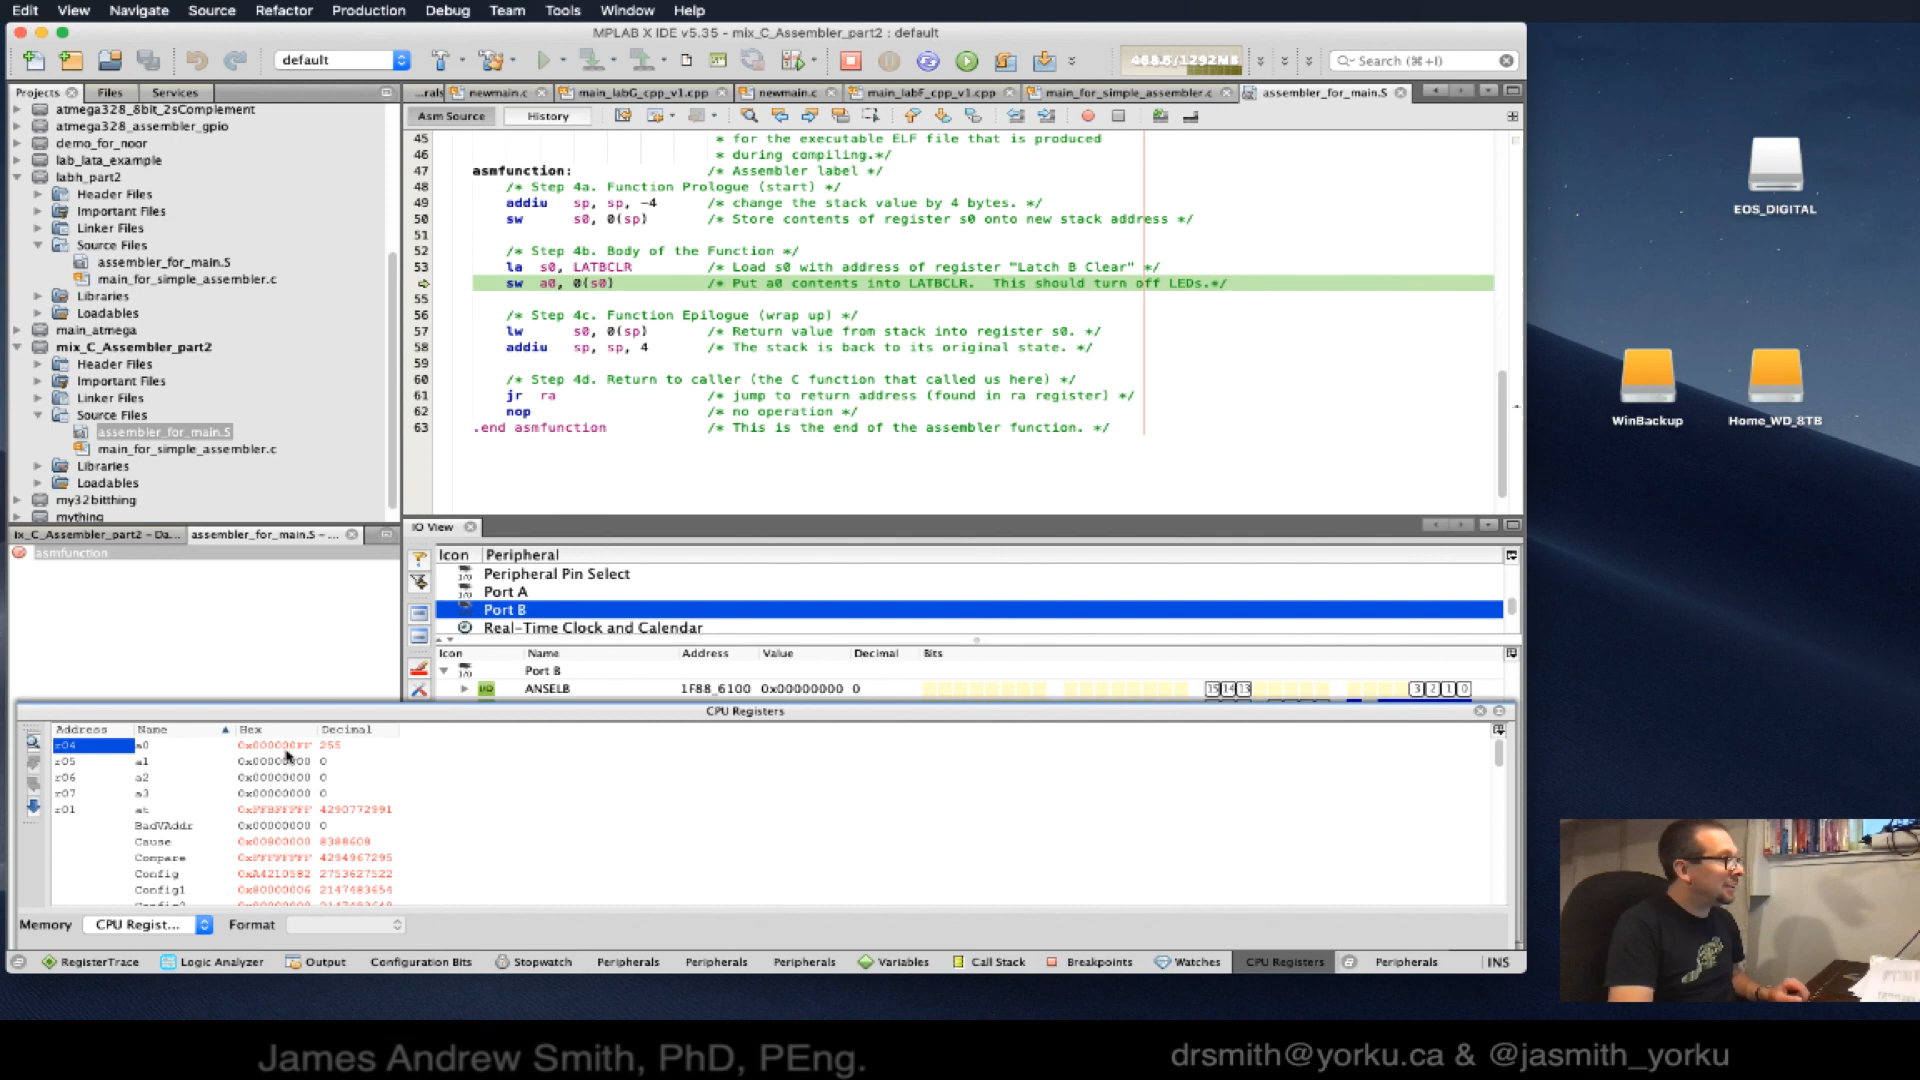 Edit View Navigate Source Refactor Production Debug Team Tools Window Help
MPLAB X IDE v5.35 - mix_C_Assembler_part2 : default
default
468.5/1292MB
Search (⌘+I)
Projects Files Services
...rals newmain.c main_labG_cpp_v1.cpp newmain.c main_labF_cpp_v1.cpp main_for_simple_assembler.c assembler_for_main.S
Asm Source History
atmega328_8bit_2sComplement
atmega328_assembler_gpio
demo_for_noor
lab_lata_example
labh_part2
Header Files
Important Files
Linker Files
Source Files
assembler_for_main.S
main_for_simple_assembler.c
Libraries
Loadables
main_atmega
mix_C_Assembler_part2
Header Files
Important Files
Linker Files
Source Files
assembler_for_main.S
main_for_simple_assembler.c
Libraries
Loadables
my32bitthing
mything
45 * for the executable ELF file that is produced
46 * during compiling.*/
47 asmfunction: /* Assembler label */
48 /* Step 4a. Function Prologue (start) */
49 addiu sp, sp, -4 /* change the stack value by 4 bytes. */
50 sw s0, 0(sp) /* Store contents of register s0 onto new stack address */
51
52 /* Step 4b. Body of the Function */
53 la s0, LATBCLR /* Load s0 with address of register "Latch B Clear" */
sw a0, 0(s0) /* Put a0 contents into LATBCLR. This should turn off LEDs.*/
55
56 /* Step 4c. Function Epilogue (wrap up) */
57 lw s0, 0(sp) /* Return value from stack into register s0. */
58 addiu sp, sp, 4 /* The stack is back to its original state. */
59
60 /* Step 4d. Return to caller (the C function that called us here) */
61 jr ra /* jump to return address (found in ra register) */
62 nop /* no operation */
63 .end asmfunction /* This is the end of the assembler function. */
ix_C_Assembler_part2 - Da... assembler_for_main.S - ...
asmfunction
IO View
Icon Peripheral
Peripheral Pin Select
Port A
Port B
Real-Time Clock and Calendar
Icon Name Address Value Decimal Bits
Port B
ANSELB 1F88_6100 0x00000000 0 15 14 13 3 2 1 0
CPU Registers
Address Name Hex Decimal
r04 a0 0x000000FF 255
r05 a1 0x00000000 0
r06 a2 0x00000000 0
r07 a3 0x00000000 0
r01 at 0xFFBFFFFF 4290772991
BadVAddr 0x00000000 0
Cause 0x00800000 8388608
Compare 0xFFFFFFFF 4294967295
Config 0xA4210582 2753627522
Config1 0x80000006 2147483654
Memory CPU Regist... Format
RegisterTrace Logic Analyzer Output Configuration Bits Stopwatch Peripherals Peripherals Peripherals Variables Call Stack Breakpoints Watches CPU Registers Peripherals INS
EOS_DIGITAL
WinBackup
Home_WD_8TB
James Andrew Smith, PhD, PEng.
drsmith@yorku.ca & @jasmith_yorku